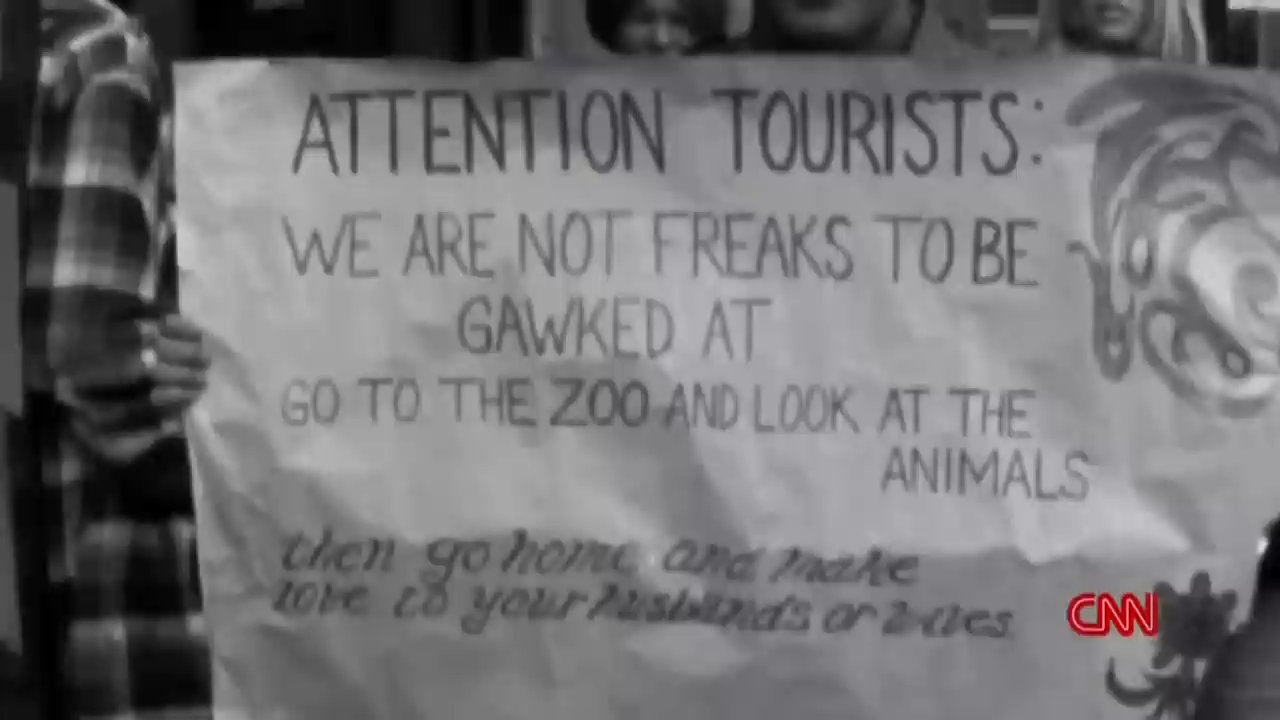 ATTENTION TOURISTS:
WE ARE NOT FREAKS TO BE
GAWKED AT
GO TO THE ZOO AND LOOK AT THE
ANIMALS
then go home and make
love to your husbands or wives
CNN